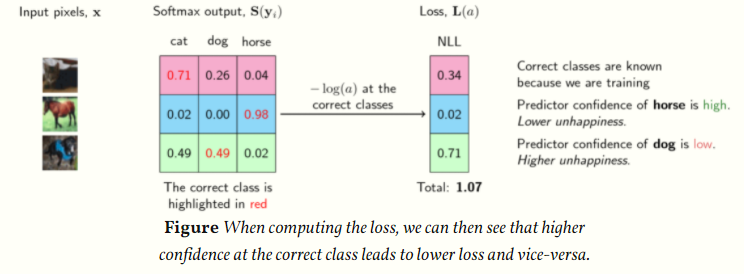 Input pixels, x
Softmax output, S(yᵢ)
Loss, L(a)
cat dog horse
NLL
0.71 0.26 0.04
0.34
0.02 0.00 0.98
0.02
0.49 0.49 0.02
0.71
− log(a) at the
correct classes
Correct classes are known
because we are training
Predictor confidence of horse is high.
Lower unhappiness.
Predictor confidence of dog is low.
Higher unhappiness.
The correct class is
highlighted in red
Total: 1.07
Figure When computing the loss, we can then see that higher
confidence at the correct class leads to lower loss and vice-versa.